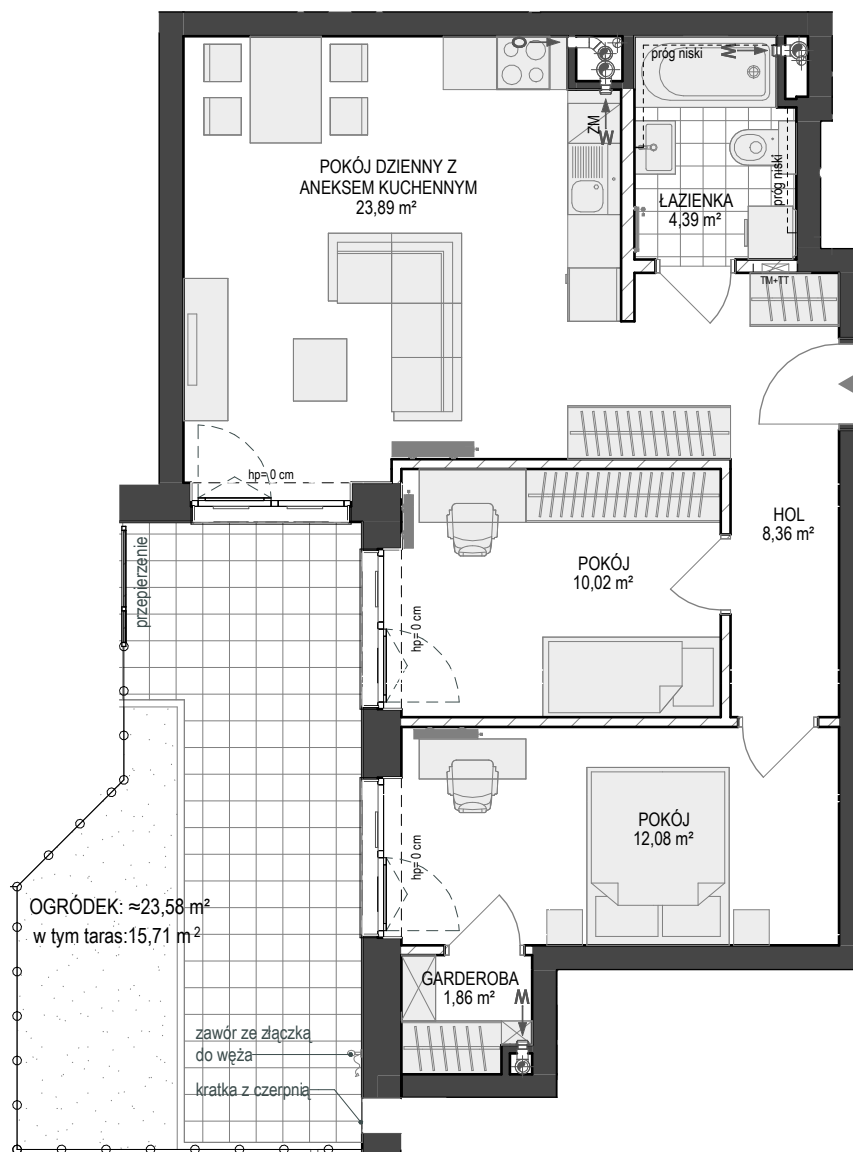 O
W
próg niski
ZM
W
POKÓJ DZIENNY Z
ANEKSEM KUCHENNYM
23,89 m²
próg niski
ŁAZIENKA
4,39 m²
TM+TT
hp= 0 cm
HOL
8,36 m²
przepierzenie
POKÓJ
10,02 m²
hp= 0 cm
POKÓJ
12,08 m²
hp= 0 cm
OGRÓDEK: ≈23,58 m²
w tym taras:15,71 m²
GARDEROBA
1,86 m²
W
zawór ze złączką
do węża
kratka z czerpnią